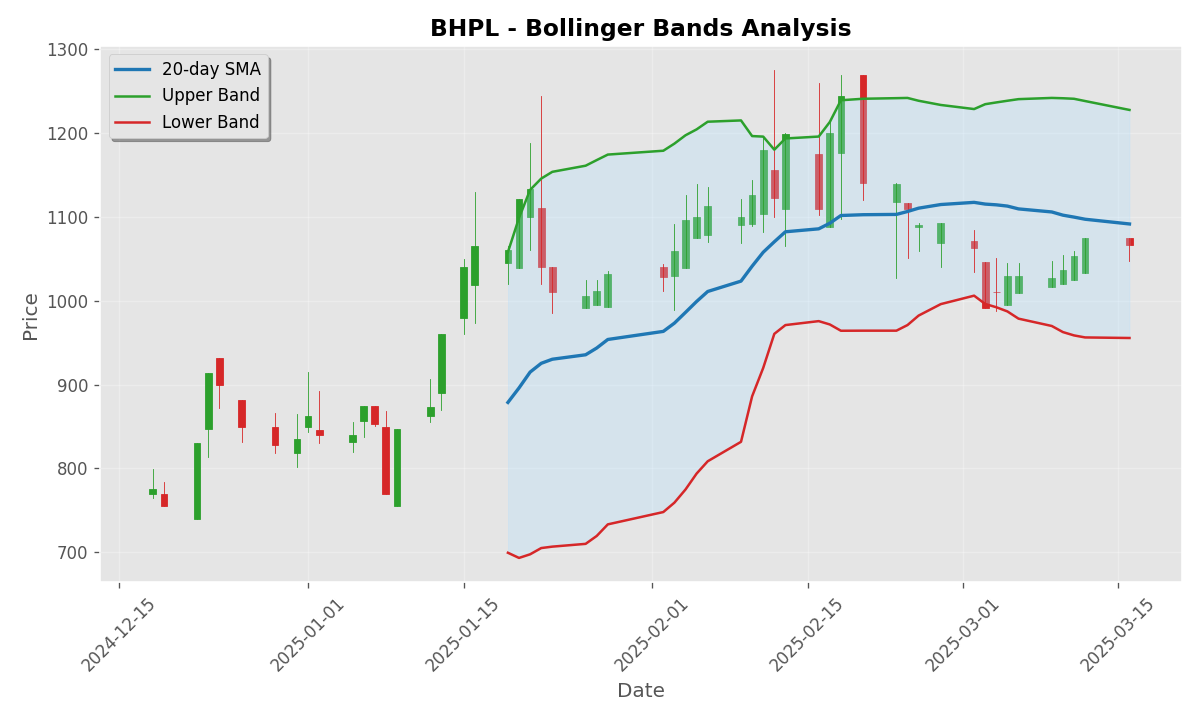 BHPL - Bollinger Bands Analysis
20-day SMA
Upper Band
Lower Band
1300
1200
1100
1000
900
800
700
Price
2024-12-15
2025-01-01
2025-01-15
2025-02-01
2025-02-15
2025-03-01
2025-03-15
Date